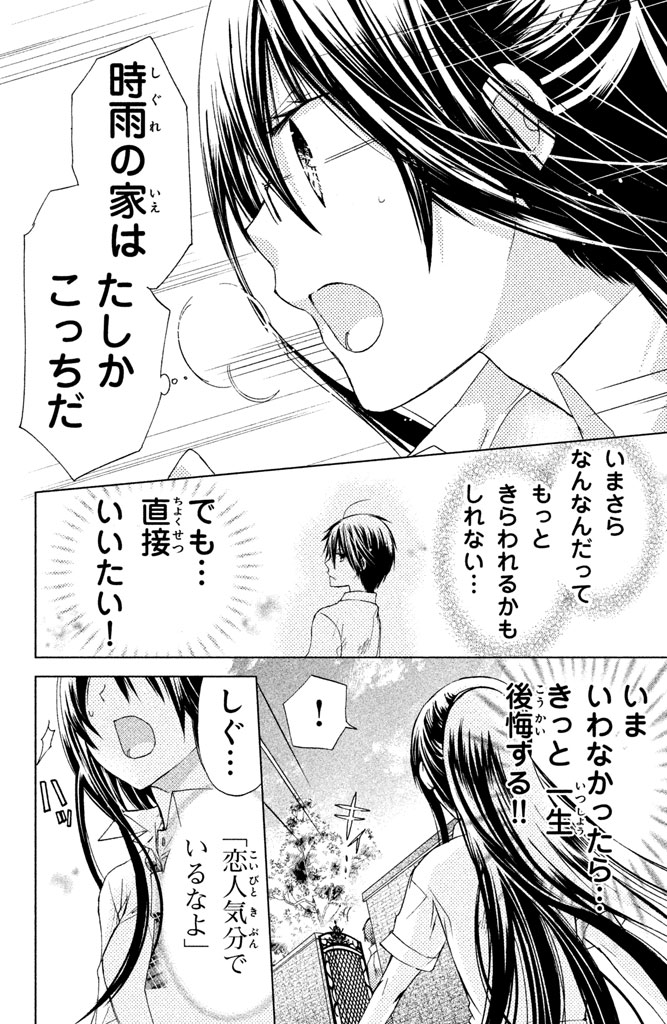 時雨の家は
たしか
こっちだ
いまさら
なんなんだって
もっと
きらわれるかも
しれない…
でも…
直接
いいたい!
いま
いわなかったら…
きっと一生
後悔する!!
!
しぐ…
「恋人気分で
いるなよ」
ハッ